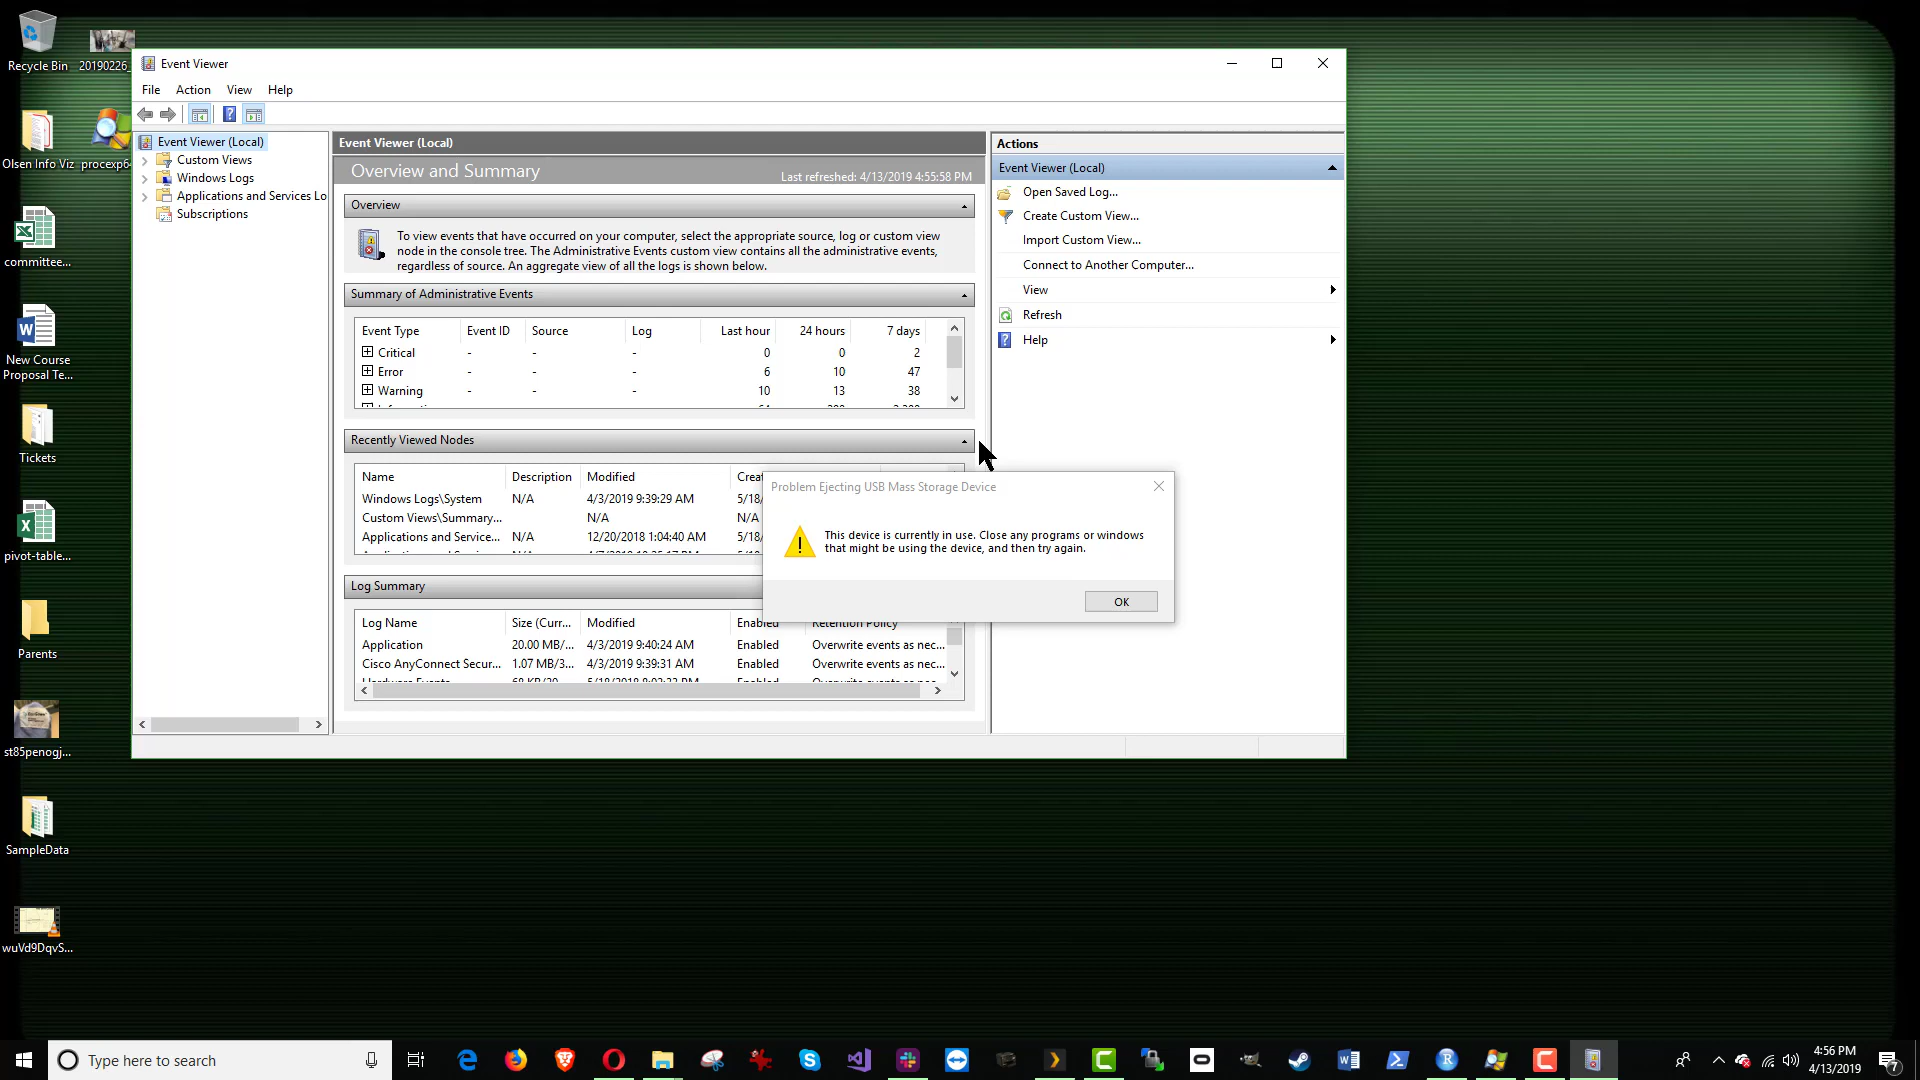 Recycle Bin
20190226_
Olsen Info Viz
procexp64
committee...
New Course
Proposal Te...
Tickets
pivot-table...
Parents
st85penogj...
SampleData
wuVd9DqvS...
Event Viewer
File Action View Help
Event Viewer (Local)
Custom Views
Windows Logs
Applications and Services Lo
Subscriptions
Event Viewer (Local)
Overview and Summary
Last refreshed: 4/13/2019 4:55:58 PM
Overview
To view events that have occurred on your computer, select the appropriate source, log or custom view
node in the console tree. The Administrative Events custom view contains all the administrative events,
regardless of source. An aggregate view of all the logs is shown below.
Summary of Administrative Events
Event Type Event ID Source Log Last hour 24 hours 7 days
Critical - - - 0 0 2
Error - - - 6 10 47
Warning - - - 10 13 38
Recently Viewed Nodes
Name Description Modified Creat
Windows Logs\System N/A 4/3/2019 9:39:29 AM 5/18/
Custom Views\Summary... N/A N/A
Applications and Service... N/A 12/20/2018 1:04:40 AM 5/18/
Log Summary
Log Name Size (Curr... Modified Enabled Retention Policy
Application 20.00 MB/... 4/3/2019 9:40:24 AM Enabled Overwrite events as nec...
Cisco AnyConnect Secur... 1.07 MB/3... 4/3/2019 9:39:31 AM Enabled Overwrite events as nec...
Actions
Event Viewer (Local)
Open Saved Log...
Create Custom View...
Import Custom View...
Connect to Another Computer...
View
Refresh
Help
Problem Ejecting USB Mass Storage Device
This device is currently in use. Close any programs or windows
that might be using the device, and then try again.
OK
Type here to search
4:56 PM
4/13/2019
7